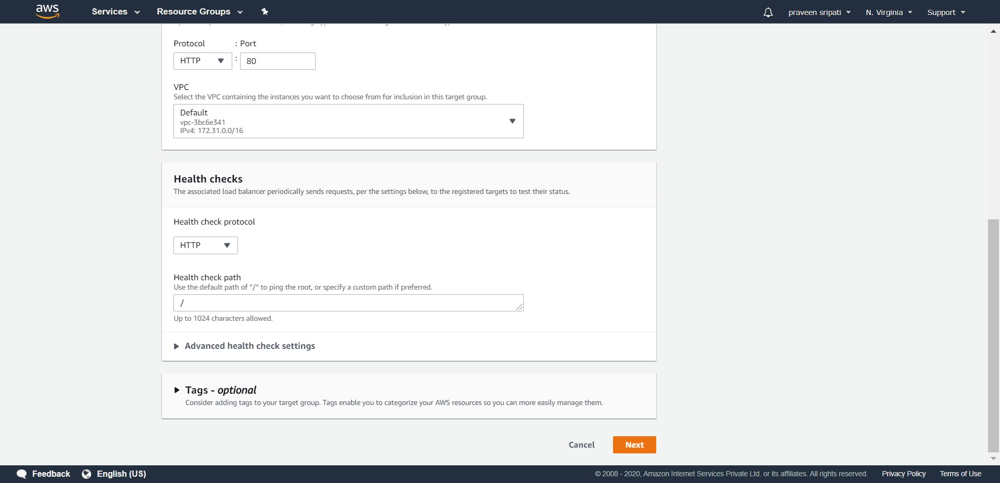 aws Services Resource Groups praveen sripati N. Virginia Support
Protocol : Port
HTTP : 80
VPC
Select the VPC containing the instances you want to choose from for inclusion in this target group.
Default
vpc-3bc6e341
IPv4: 172.31.0.0/16
Health checks
The associated load balancer periodically sends requests, per the settings below, to the registered targets to test their status.
Health check protocol
HTTP
Health check path
Use the default path of “/“ to ping the root, or specify a custom path if preferred.
/
Up to 1024 characters allowed.
Advanced health check settings
Tags - optional
Consider adding tags to your target group. Tags enable you to categorize your AWS resources so you can more easily manage them.
Cancel Next
Feedback English (US) © 2008 - 2020, Amazon Internet Services Private Ltd. or its affiliates. All rights reserved. Privacy Policy Terms of Use